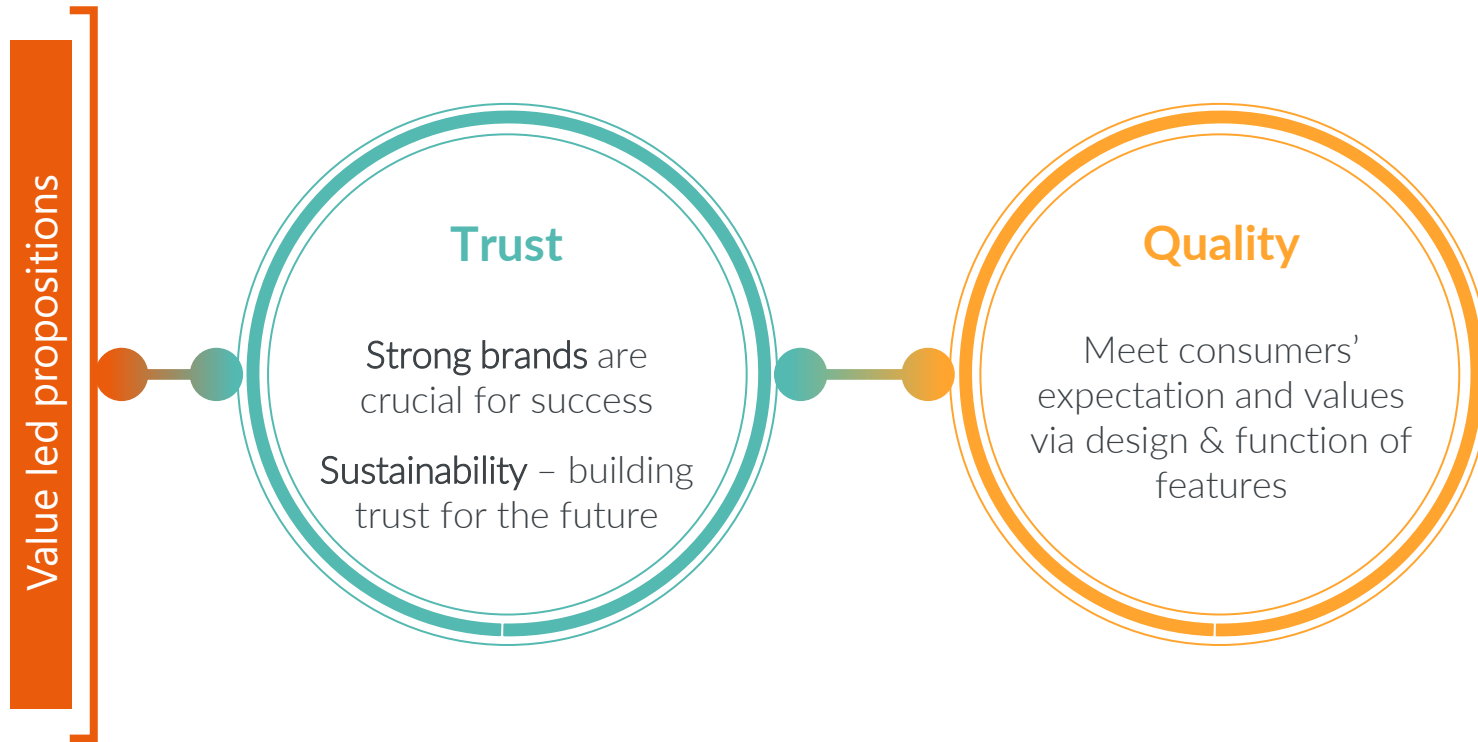 Value led propositions
Trust
Strong brands are
crucial for success
Sustainability – building
trust for the future
Quality
Meet consumers’
expectation and values
via design & function of
features